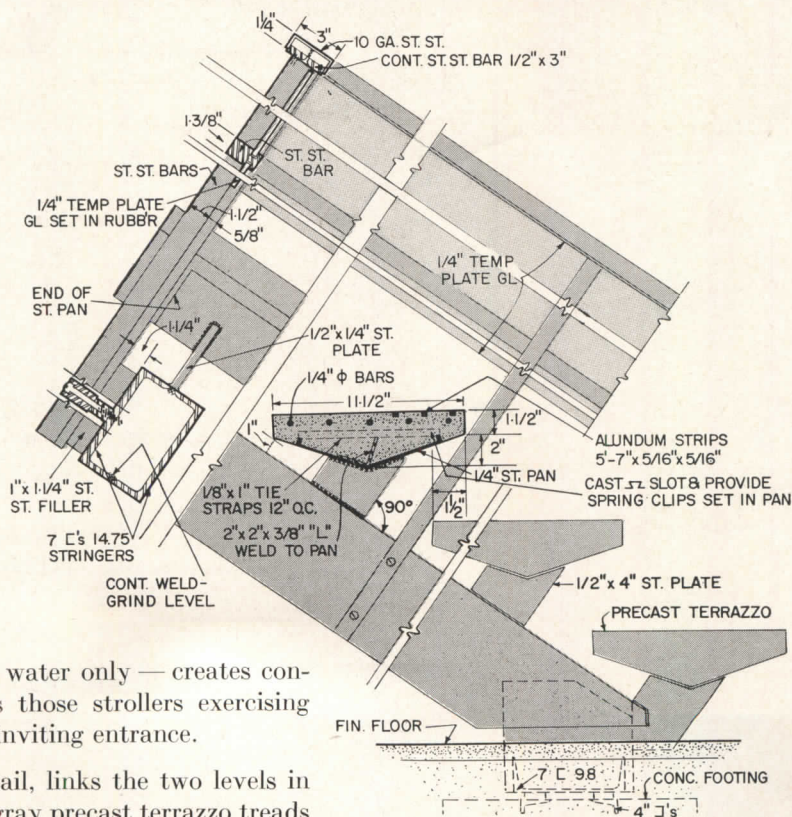 1¼"
3"
10 GA. ST. ST.
CONT. ST. ST. BAR 1/2" x 3"
1-3/8"
ST. ST.
BAR
ST. ST. BARS
1/4" TEMP PLATE
GL SET IN RUBB'R
1-1/2"
5/8"
1/4" TEMP
PLATE GL
END OF
ST. PAN
1-1/4"
1/2" x 1/4" ST.
PLATE
1/4" Φ BARS
11-1/2"
1-1/2"
1"
2"
ALUNDUM STRIPS
5'-7" x 5/16" x 5/16"
1/4" ST. PAN
CAST SLOT & PROVIDE
SPRING CLIPS SET IN PAN
1" x 1-1/4" ST.
ST. FILLER
1/8" x 1" TIE
STRAPS 12" O.C.
90°
1½"
2" x 2" x 3/8" "L"
WELD TO PAN
7 ⊏'s 14.75
STRINGERS
CONT. WELD-
GRIND LEVEL
1/2" x 4" ST. PLATE
PRECAST TERRAZZO
water only — creates con-
s those strollers exercising
inviting entrance.
FIN. FLOOR
ail, links the two levels in
gray precast terrazzo treads
7 ⊏ 9.8
CONC. FOOTING
4" ⊐'s